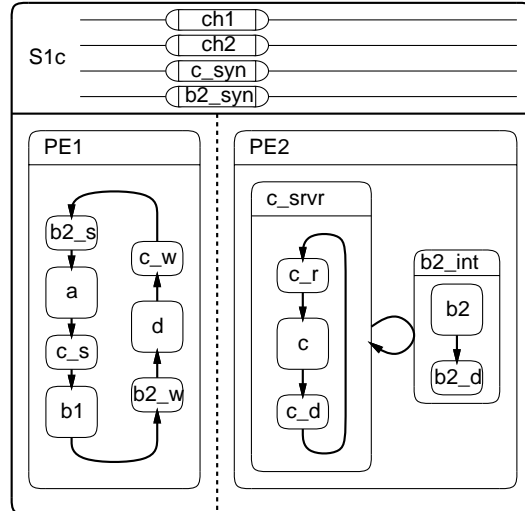 ch1
ch2
S1c
c_syn
b2_syn
PE1
PE2
c_srvr
b2_s
c_w
a
c_s
d
b1
b2_w
c_r
c
c_d
b2_int
b2
b2_d